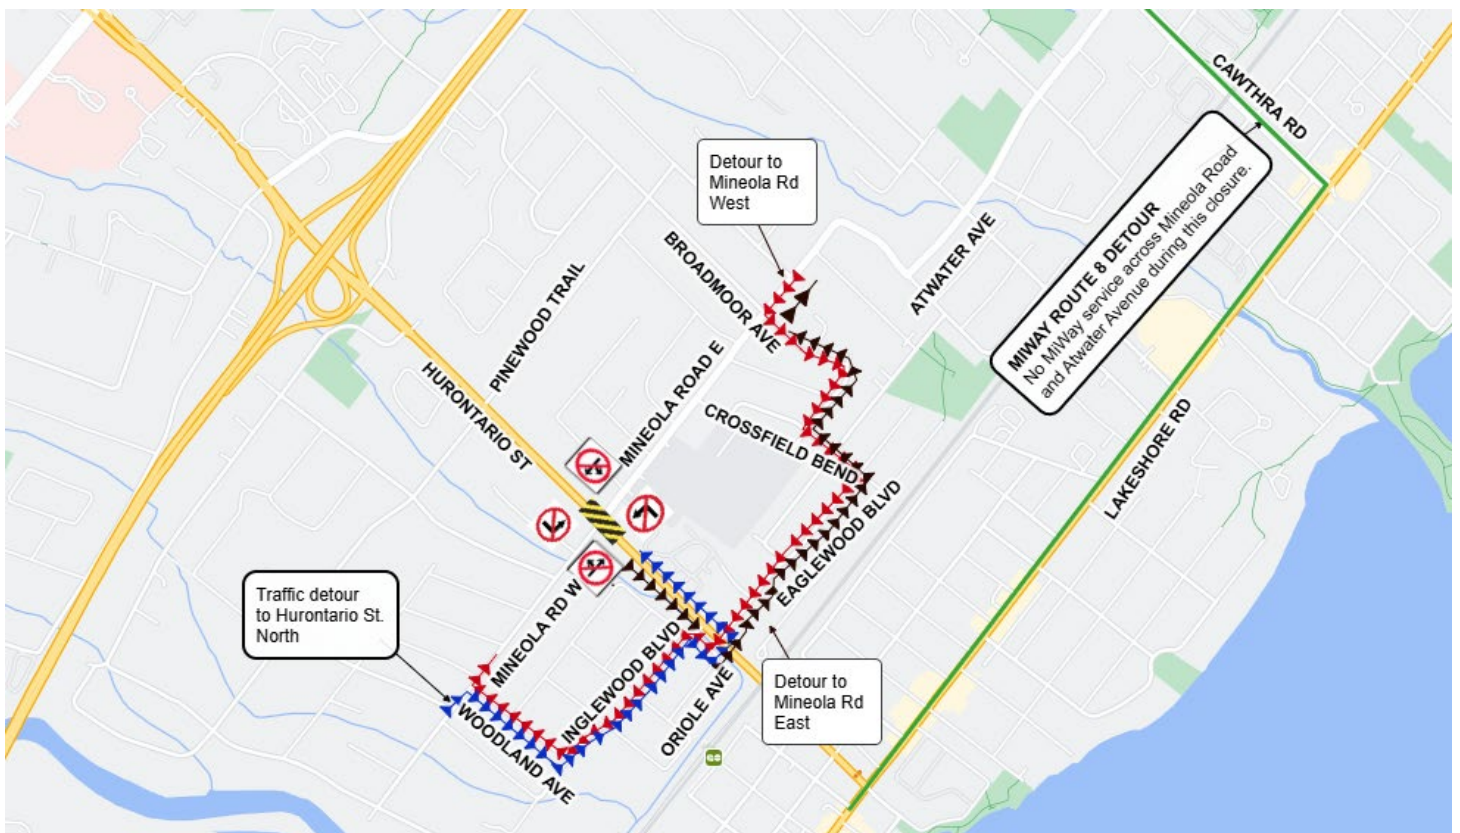 CAWTHRA RD
Detour to
Mineola Rd
West
MIWAY ROUTE 8 DETOUR
No MiWay service across Mineola Road
and Atwater Avenue during this closure.
BROADMOOR AVE
ATWATER AVE
PINEWOOD TRAIL
HURONTARIO ST
MINEOLA ROAD E
CROSSFIELD BEND
LAKESHORE RD
EAGLEWOOD BLVD
Traffic detour
to Hurontario St.
North
MINEOLA RD W
INGLEWOOD BLVD
ORIOLE AVE
WOODLAND AVE
Detour to
Mineola Rd
East
GO